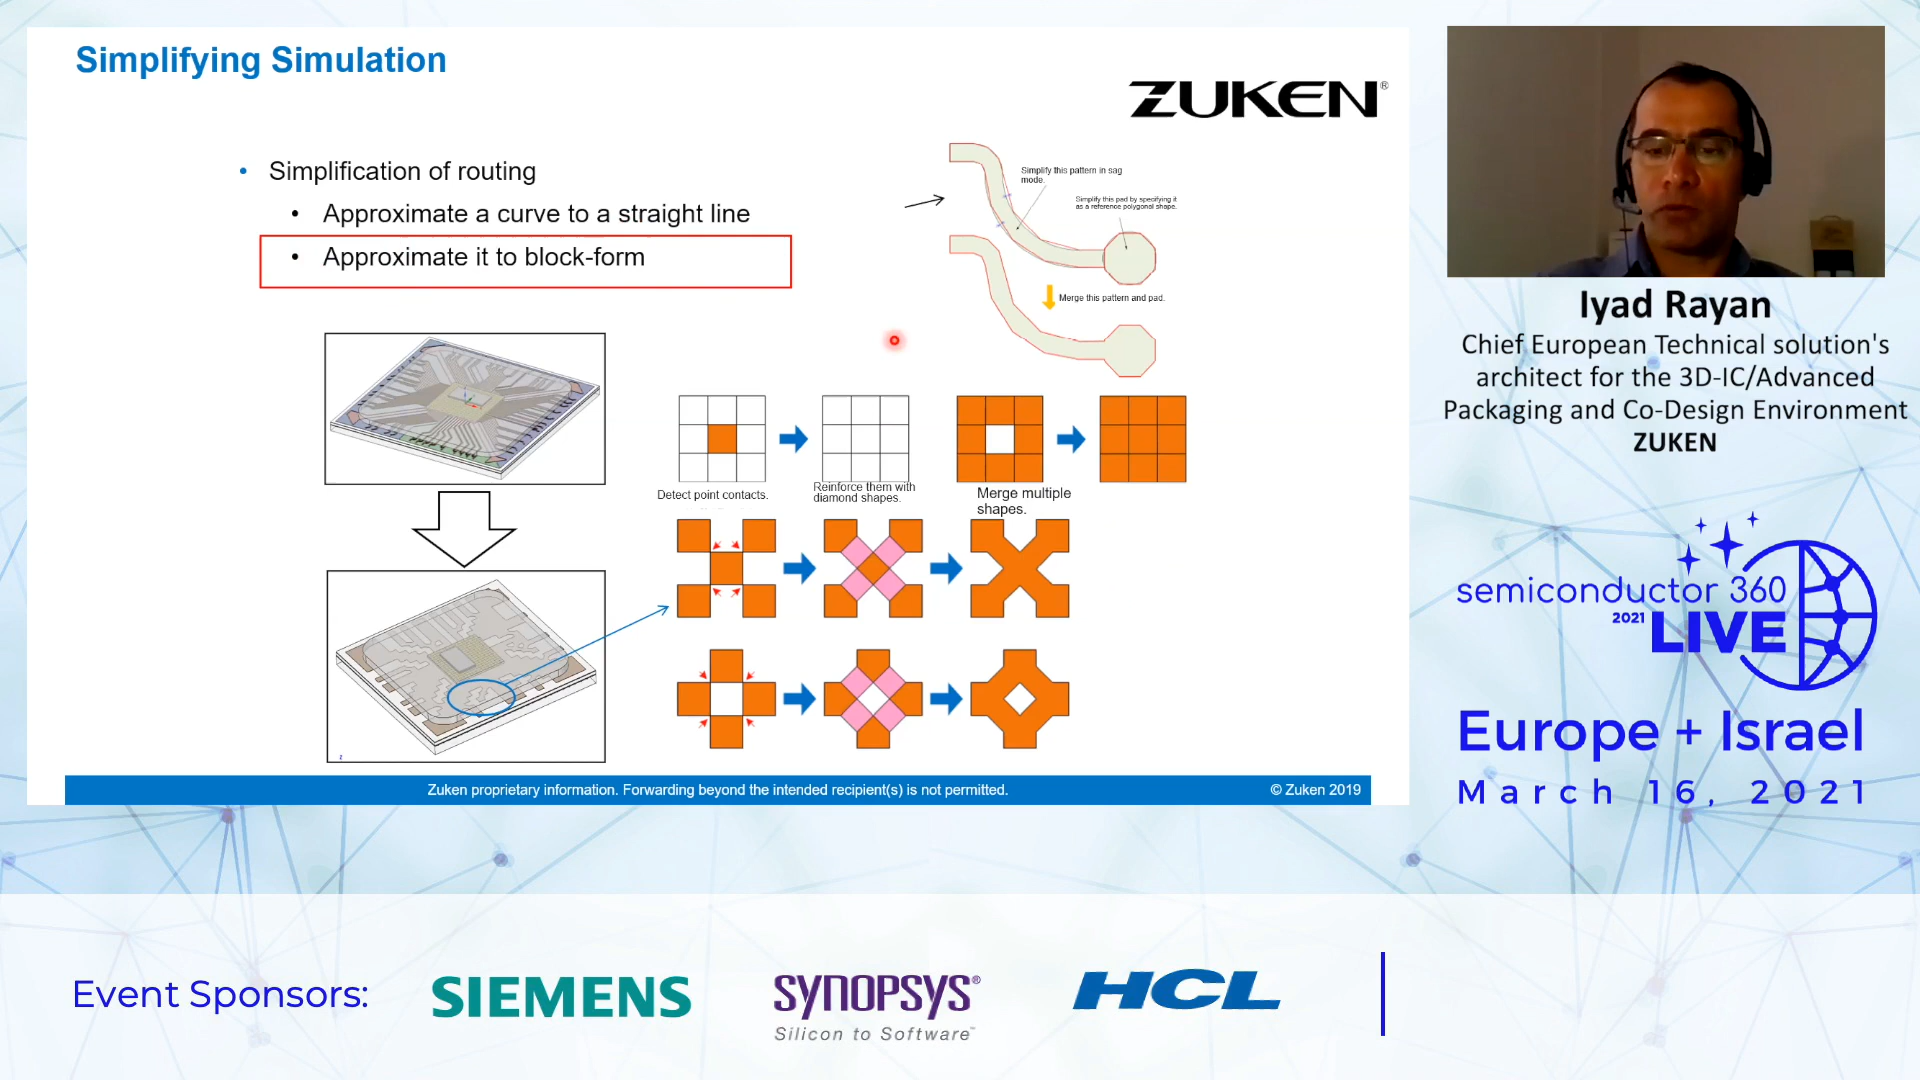 Simplifying Simulation
ZUKEN®
• Simplification of routing
• Approximate a curve to a straight line
• Approximate it to block-form
Simplify this pattern in sag
mode.
Simplify this pad by specifying it
as a reference polygonal shape.
Merge this pattern and pad.
Detect point contacts.
Reinforce them with
diamond shapes.
Merge multiple
shapes.
Zuken proprietary information. Forwarding beyond the intended recipient(s) is not permitted.
© Zuken 2019
Iyad Rayan
Chief European Technical solution's
architect for the 3D-IC/Advanced
Packaging and Co-Design Environment
ZUKEN
semiconductor 360
2021 LIVE
Europe + Israel
March 16, 2021
Event Sponsors:
SIEMENS
SYNOPSYS®
Silicon to Software™
HCL